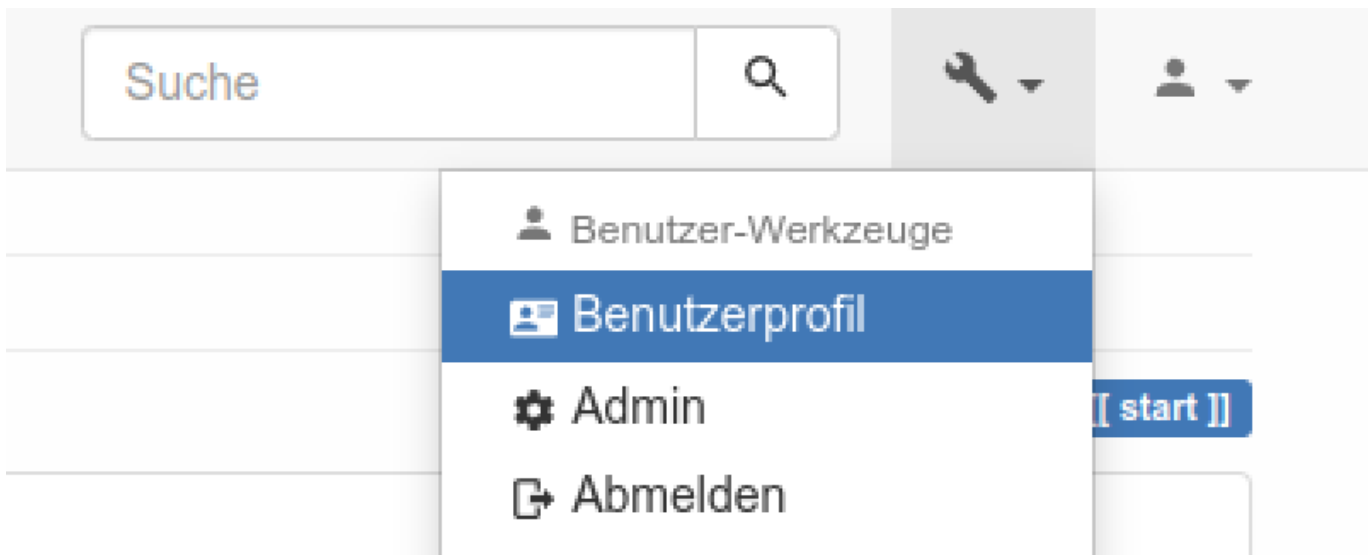 Suche
Benutzer-Werkzeuge
Benutzerprofil
Admin
[[ start ]]
Abmelden